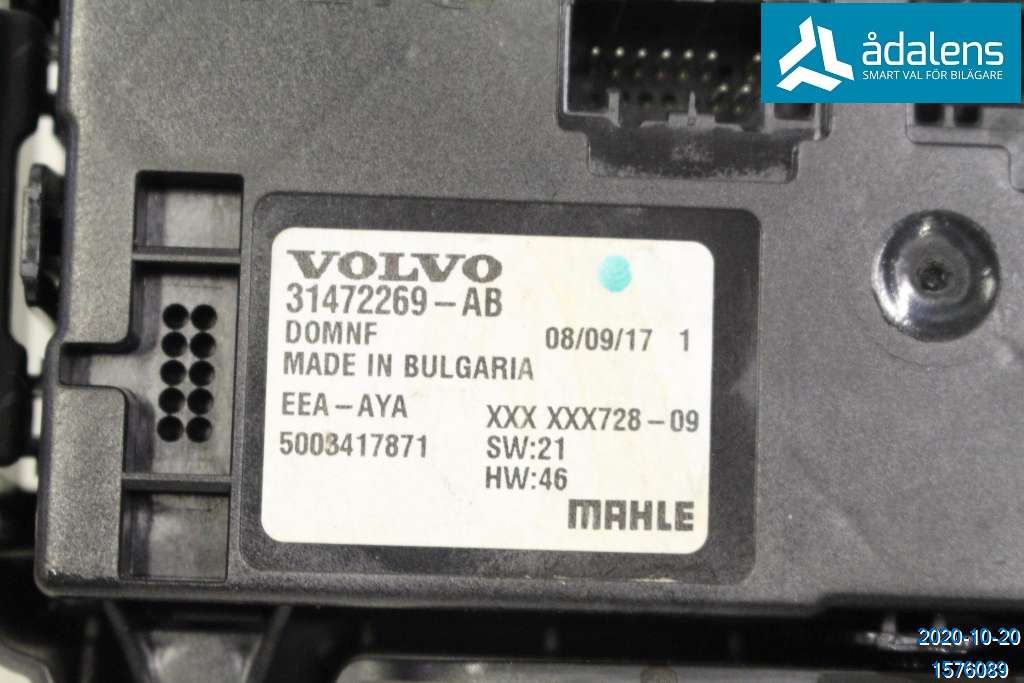 ådalens
SMART VAL FÖR BILÄGARE
VOLVO
31472269-AB
DOMNF 08/09/17 1
MADE IN BULGARIA
EEA-AYA XXX XXX728-09
5003417871 SW:21
HW:46
MAHLE
2020-10-20
1576089